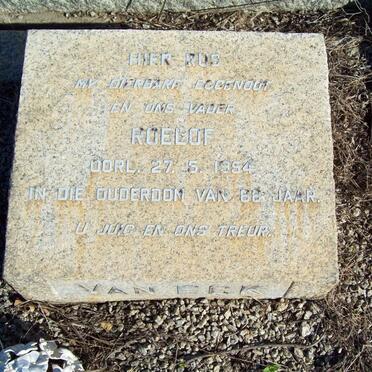 HIER RUS
MY DIERBARE EGGENOOT
EN ONS VADER
ROELOF
OORL. 27.5.1954
IN DIE OUDERDOM VAN 66 JAAR.
U JUIG EN ONS TREUR.
VAN ECK